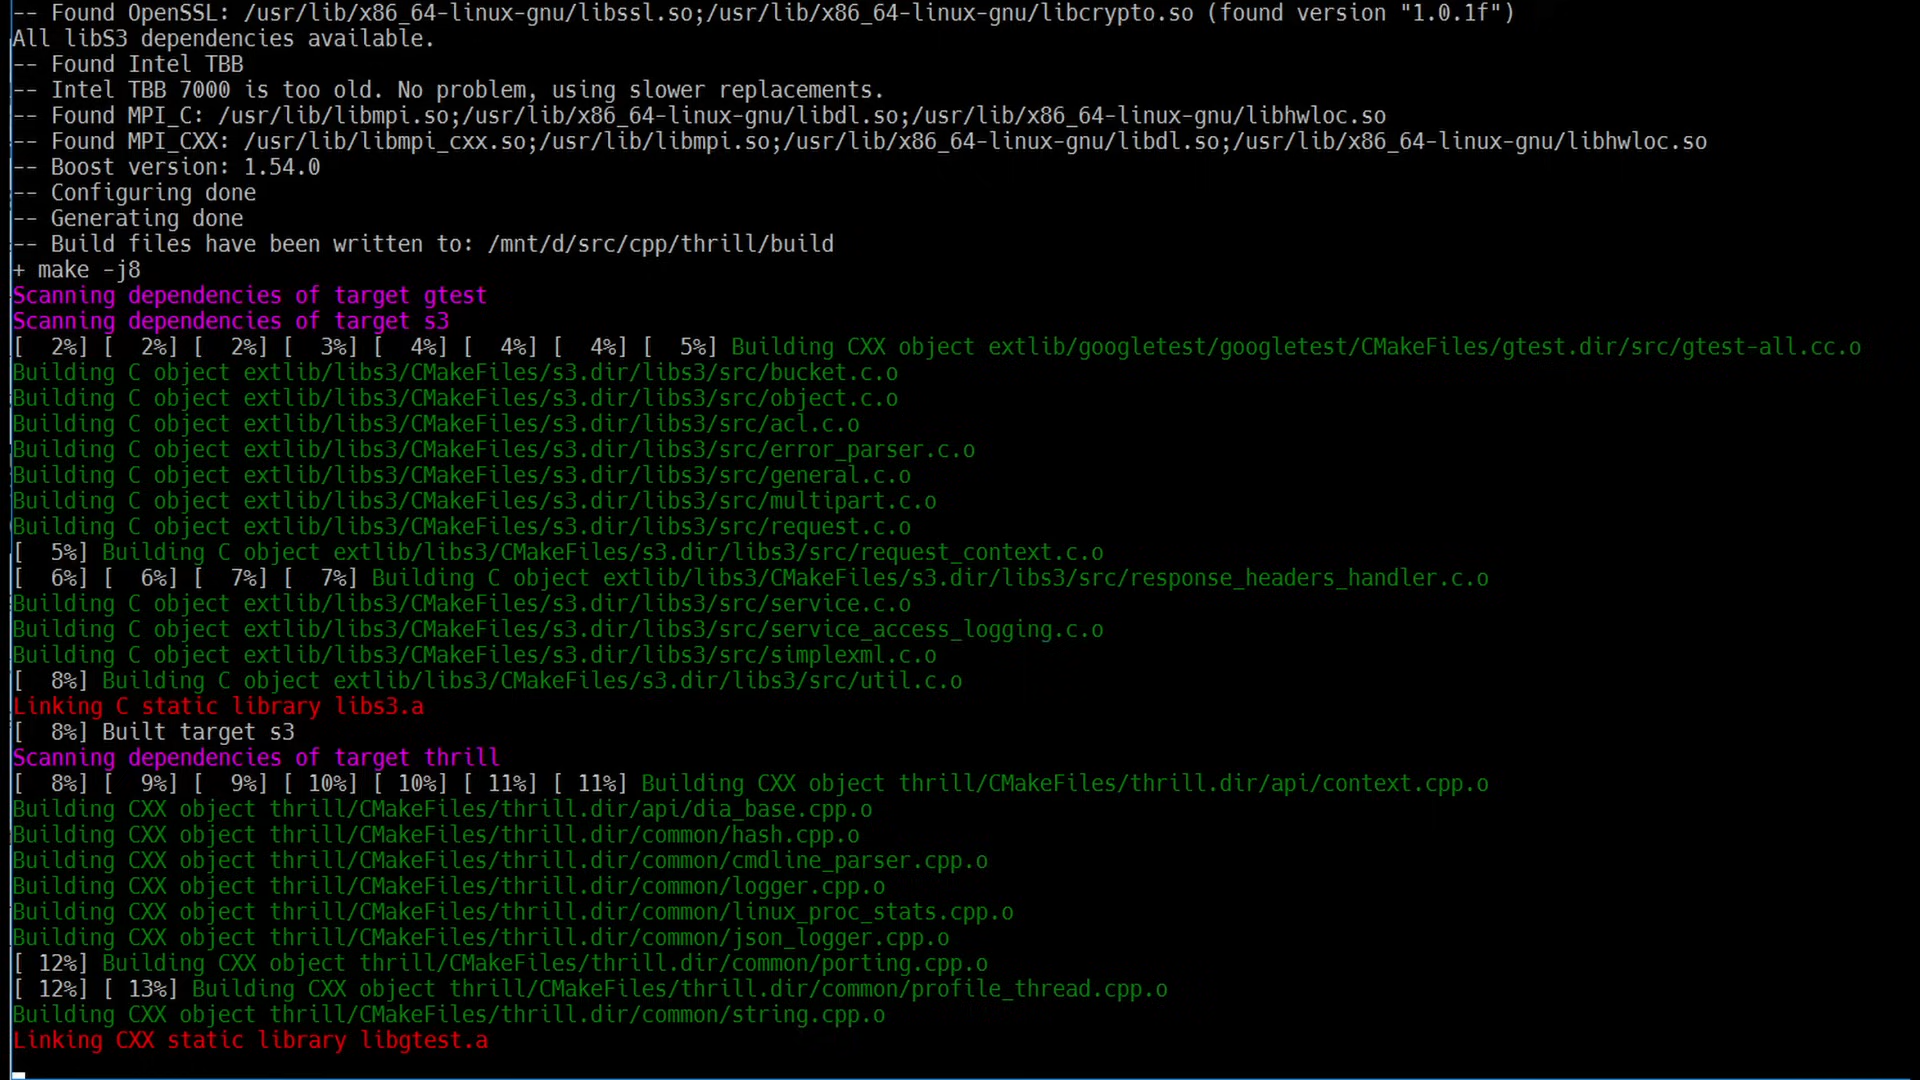 -- Found OpenSSL: /usr/lib/x86_64-linux-gnu/libssl.so;/usr/lib/x86_64-linux-gnu/libcrypto.so (found version "1.0.1f")
All libS3 dependencies available.
-- Found Intel TBB
-- Intel TBB 7000 is too old. No problem, using slower replacements.
-- Found MPI_C: /usr/lib/libmpi.so;/usr/lib/x86_64-linux-gnu/libdl.so;/usr/lib/x86_64-linux-gnu/libhwloc.so
-- Found MPI_CXX: /usr/lib/libmpi_cxx.so;/usr/lib/libmpi.so;/usr/lib/x86_64-linux-gnu/libdl.so;/usr/lib/x86_64-linux-gnu/libhwloc.so
-- Boost version: 1.54.0
-- Configuring done
-- Generating done
-- Build files have been written to: /mnt/d/src/cpp/thrill/build
+ make -j8
Scanning dependencies of target gtest
Scanning dependencies of target s3
[  2%] [  2%] [  2%] [  3%] [  4%] [  4%] [  4%] [  5%] Building CXX object extlib/googletest/googletest/CMakeFiles/gtest.dir/src/gtest-all.cc.o
Building C object extlib/libs3/CMakeFiles/s3.dir/libs3/src/bucket.c.o
Building C object extlib/libs3/CMakeFiles/s3.dir/libs3/src/object.c.o
Building C object extlib/libs3/CMakeFiles/s3.dir/libs3/src/acl.c.o
Building C object extlib/libs3/CMakeFiles/s3.dir/libs3/src/error_parser.c.o
Building C object extlib/libs3/CMakeFiles/s3.dir/libs3/src/general.c.o
Building C object extlib/libs3/CMakeFiles/s3.dir/libs3/src/multipart.c.o
Building C object extlib/libs3/CMakeFiles/s3.dir/libs3/src/request.c.o
[  5%] Building C object extlib/libs3/CMakeFiles/s3.dir/libs3/src/request_context.c.o
[  6%] [  6%] [  7%] [  7%] Building C object extlib/libs3/CMakeFiles/s3.dir/libs3/src/response_headers_handler.c.o
Building C object extlib/libs3/CMakeFiles/s3.dir/libs3/src/service.c.o
Building C object extlib/libs3/CMakeFiles/s3.dir/libs3/src/service_access_logging.c.o
Building C object extlib/libs3/CMakeFiles/s3.dir/libs3/src/simplexml.c.o
[  8%] Building C object extlib/libs3/CMakeFiles/s3.dir/libs3/src/util.c.o
Linking C static library libs3.a
[  8%] Built target s3
Scanning dependencies of target thrill
[  8%] [  9%] [  9%] [ 10%] [ 10%] [ 11%] [ 11%] Building CXX object thrill/CMakeFiles/thrill.dir/api/context.cpp.o
Building CXX object thrill/CMakeFiles/thrill.dir/api/dia_base.cpp.o
Building CXX object thrill/CMakeFiles/thrill.dir/common/hash.cpp.o
Building CXX object thrill/CMakeFiles/thrill.dir/common/cmdline_parser.cpp.o
Building CXX object thrill/CMakeFiles/thrill.dir/common/logger.cpp.o
Building CXX object thrill/CMakeFiles/thrill.dir/common/linux_proc_stats.cpp.o
Building CXX object thrill/CMakeFiles/thrill.dir/common/json_logger.cpp.o
[ 12%] Building CXX object thrill/CMakeFiles/thrill.dir/common/porting.cpp.o
[ 12%] [ 13%] Building CXX object thrill/CMakeFiles/thrill.dir/common/profile_thread.cpp.o
Building CXX object thrill/CMakeFiles/thrill.dir/common/string.cpp.o
Linking CXX static library libgtest.a